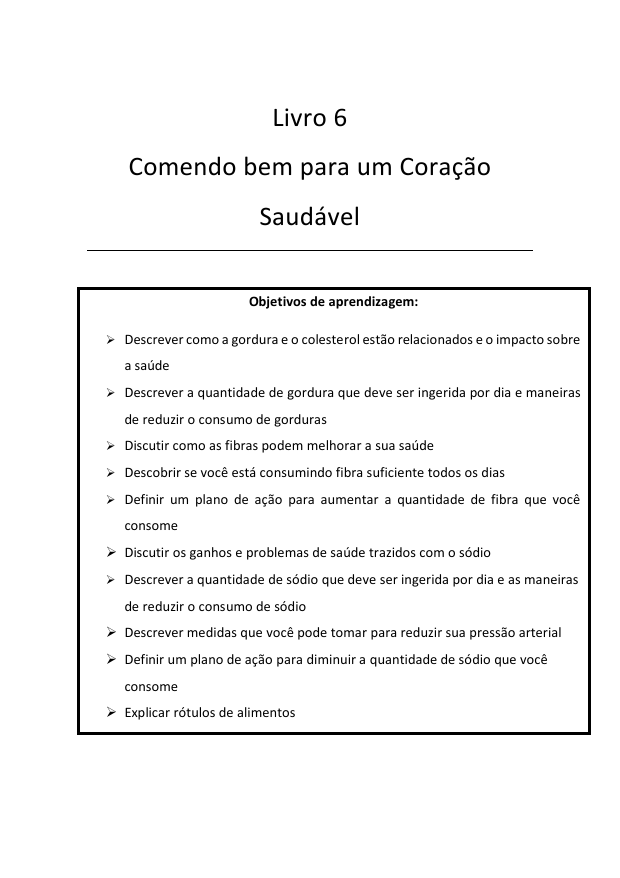 Livro 6
Comendo bem para um Coração
Saudável
Objetivos de aprendizagem:
➢ Descrever como a gordura e o colesterol estão relacionados e o impacto sobre
a saúde
➢ Descrever a quantidade de gordura que deve ser ingerida por dia e maneiras
de reduzir o consumo de gorduras
➢ Discutir como as fibras podem melhorar a sua saúde
➢ Descobrir se você está consumindo fibra suficiente todos os dias
➢ Definir um plano de ação para aumentar a quantidade de fibra que você
consome
➢ Discutir os ganhos e problemas de saúde trazidos com o sódio
➢ Descrever a quantidade de sódio que deve ser ingerida por dia e as maneiras
de reduzir o consumo de sódio
➢ Descrever medidas que você pode tomar para reduzir sua pressão arterial
➢ Definir um plano de ação para diminuir a quantidade de sódio que você
consome
➢ Explicar rótulos de alimentos